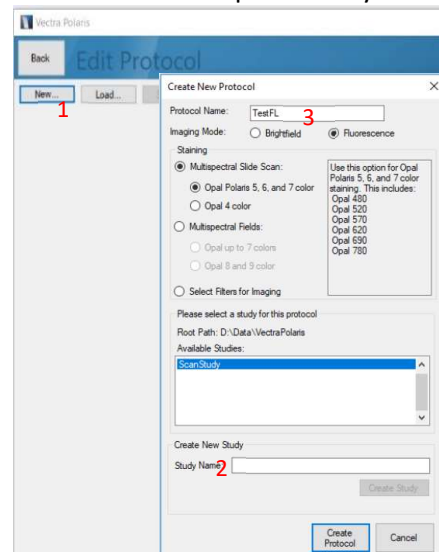 Vectra Polaris
Back Edit Protocol
New... Load...
1
Create New Protocol
Protocol Name: TestFL 3
Imaging Mode: Brightfield Fluorescence
Staining
Multispectral Slide Scan:
Opal Polaris 5, 6, and 7 color
Opal 4 color
Multispectral Fields:
Opal up to 7 colors
Opal 8 and 9 color
Select Filters for Imaging
Use this option for Opal
Polaris 5, 6, and 7 color
staining. This includes:
Opal 480
Opal 520
Opal 570
Opal 620
Opal 690
Opal 780
Please select a study for this protocol
Root Path: D:\Data\VectraPolaris
Available Studies:
ScanStudy
Create New Study
Study Name: 2
Create Study
Create
Protocol
Cancel